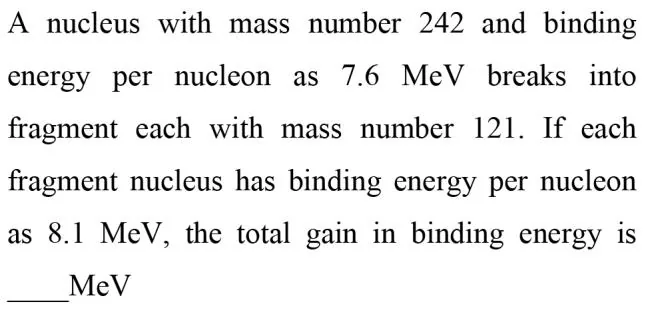 A nucleus with mass number 242 and binding
energy per nucleon as 7.6 MeV breaks into
fragment each with mass number 121. If each
fragment nucleus has binding energy per nucleon
as 8.1 MeV, the total gain in binding energy is
____MeV